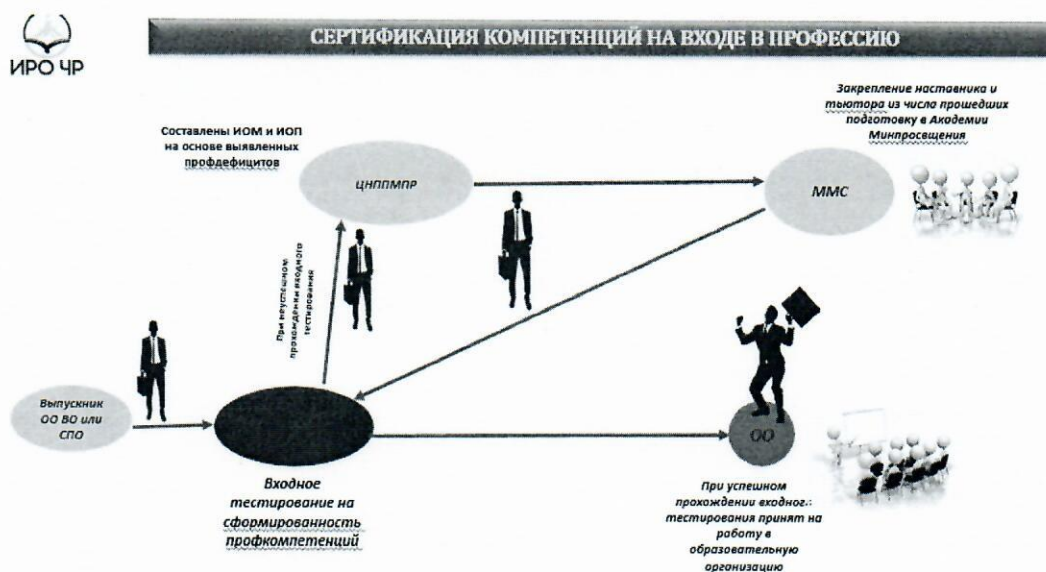 ИРО ЧР
СЕРТИФИКАЦИЯ КОМПЕТЕНЦИЙ НА ВХОДЕ В ПРОФЕССИЮ
Закрепление наставника и
тьютора из числа прошедших
подготовку в Академии
Минпросвщения
Составлены ИОМ и ИОП
на основе выявленных
профдефицитов
ЦНППМПР
ММС
При неуспешном
прохождении входного
тестирования
Выпускник
ОО ВО или
СПО
ОО
Входное
тестирование на
сформированность
профкомпетенций
При успешном
прохождении входног
тестирования принят на
работу в
образовательную
организацию